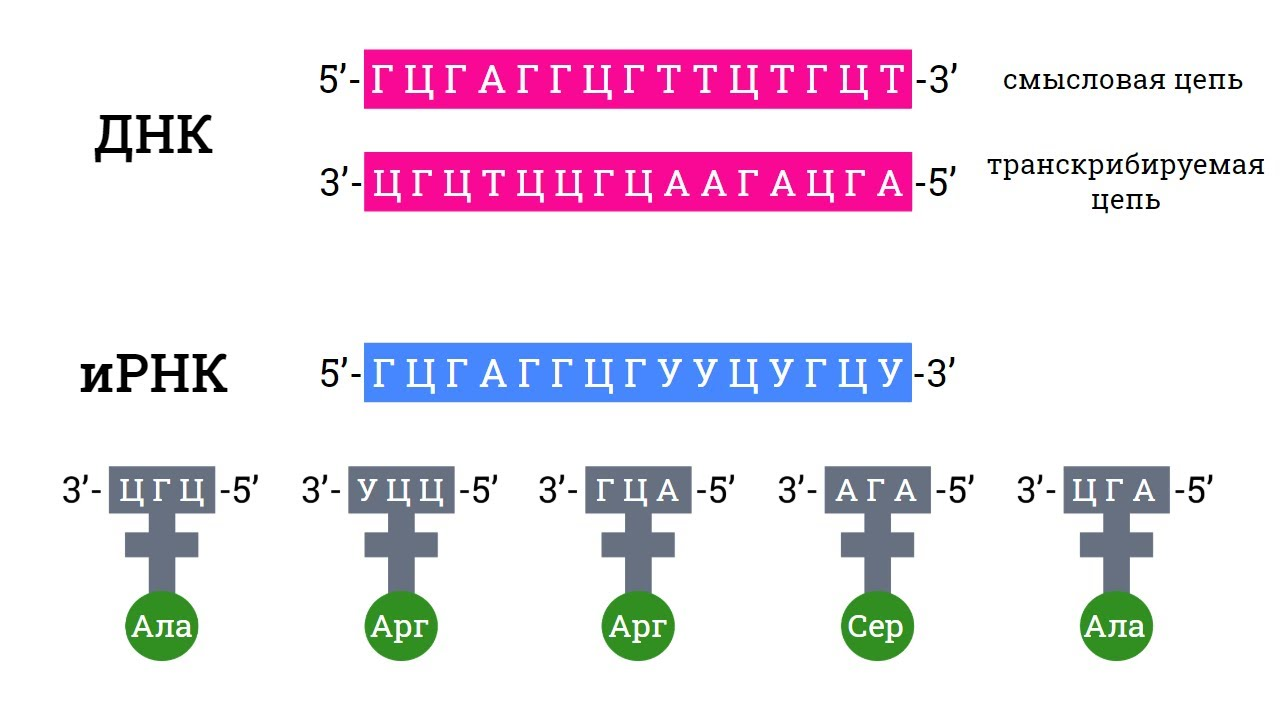 5’- Г Ц Г А Г Г Ц Г Т Т Ц Т Г Ц Т -3’ смысловая цепь
ДНК
3’- Ц Г Ц Т Ц Ц Г Ц А А Г А Ц Г А -5’ транскрибируемая
цепь
иРНК 5’- Г Ц Г А Г Г Ц Г У У Ц У Г Ц У -3’
3’- Ц Г Ц -5’ 3’- У Ц Ц -5’ 3’- Г Ц А -5’ 3’- А Г А -5’ 3’- Ц Г А -5’
Ала Арг Арг Сер Ала